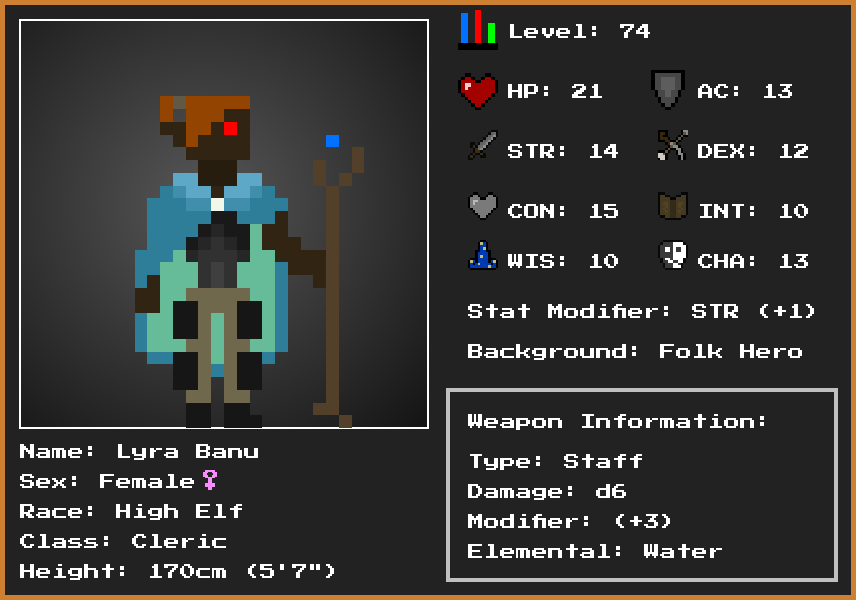 Level: 74
HP: 21
AC: 13
STR: 14
DEX: 12
CON: 15
INT: 10
WIS: 10
CHA: 13
Stat Modifier: STR (+1)
Background: Folk Hero
Weapon Information:
Type: Staff
Damage: d6
Modifier: (+3)
Elemental: Water
Name: Lyra Banu
Sex: Female♀
Race: High Elf
Class: Cleric
Height: 170cm (5'7")